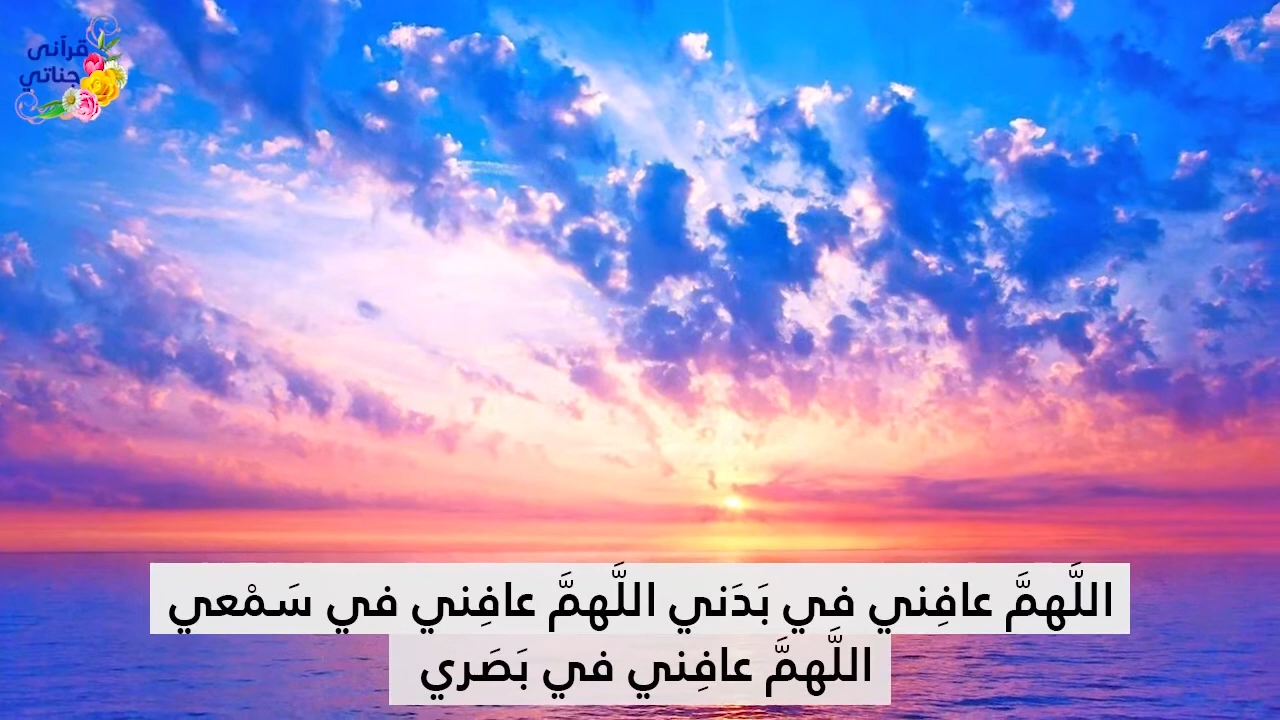 قرآنى
جناتي
اللَّهمَّ عافِني في بَدَني اللَّهمَّ عافِني في سَمْعي
اللَّهمَّ عافِني في بَصَري